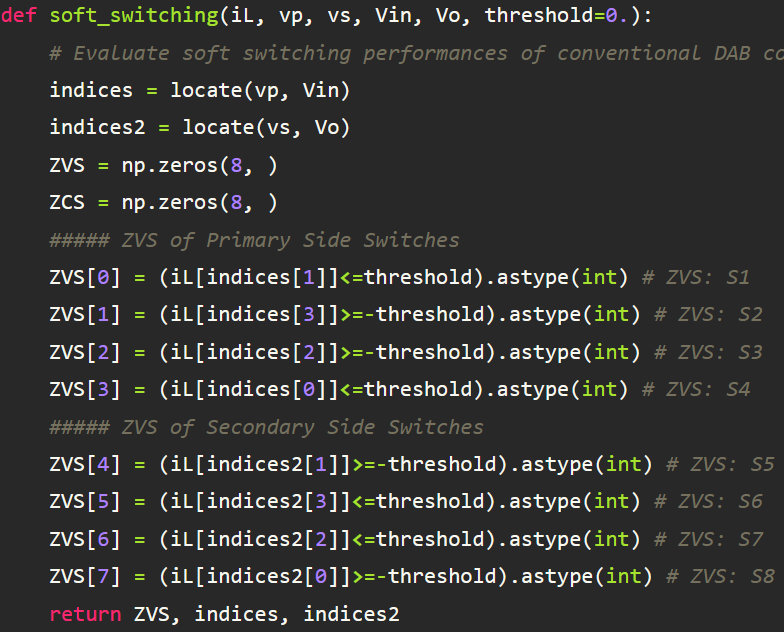 def soft_switching(iL, vp, vs, Vin, Vo, threshold=0.):
    # Evaluate soft switching performances of conventional DAB
    indices = locate(vp, Vin)
    indices2 = locate(vs, Vo)
    ZVS = np.zeros(8, )
    ZCS = np.zeros(8, )
    ##### ZVS of Primary Side Switches
    ZVS[0] = (iL[indices[1]]<=threshold).astype(int) # ZVS: S1
    ZVS[1] = (iL[indices[3]]>=-threshold).astype(int) # ZVS: S2
    ZVS[2] = (iL[indices[2]]>=-threshold).astype(int) # ZVS: S3
    ZVS[3] = (iL[indices[0]]<=threshold).astype(int) # ZVS: S4
    ##### ZVS of Secondary Side Switches
    ZVS[4] = (iL[indices2[1]]>=-threshold).astype(int) # ZVS: S5
    ZVS[5] = (iL[indices2[3]]<=threshold).astype(int) # ZVS: S6
    ZVS[6] = (iL[indices2[2]]<=threshold).astype(int) # ZVS: S7
    ZVS[7] = (iL[indices2[0]]>=-threshold).astype(int) # ZVS: S8
    return ZVS, indices, indices2